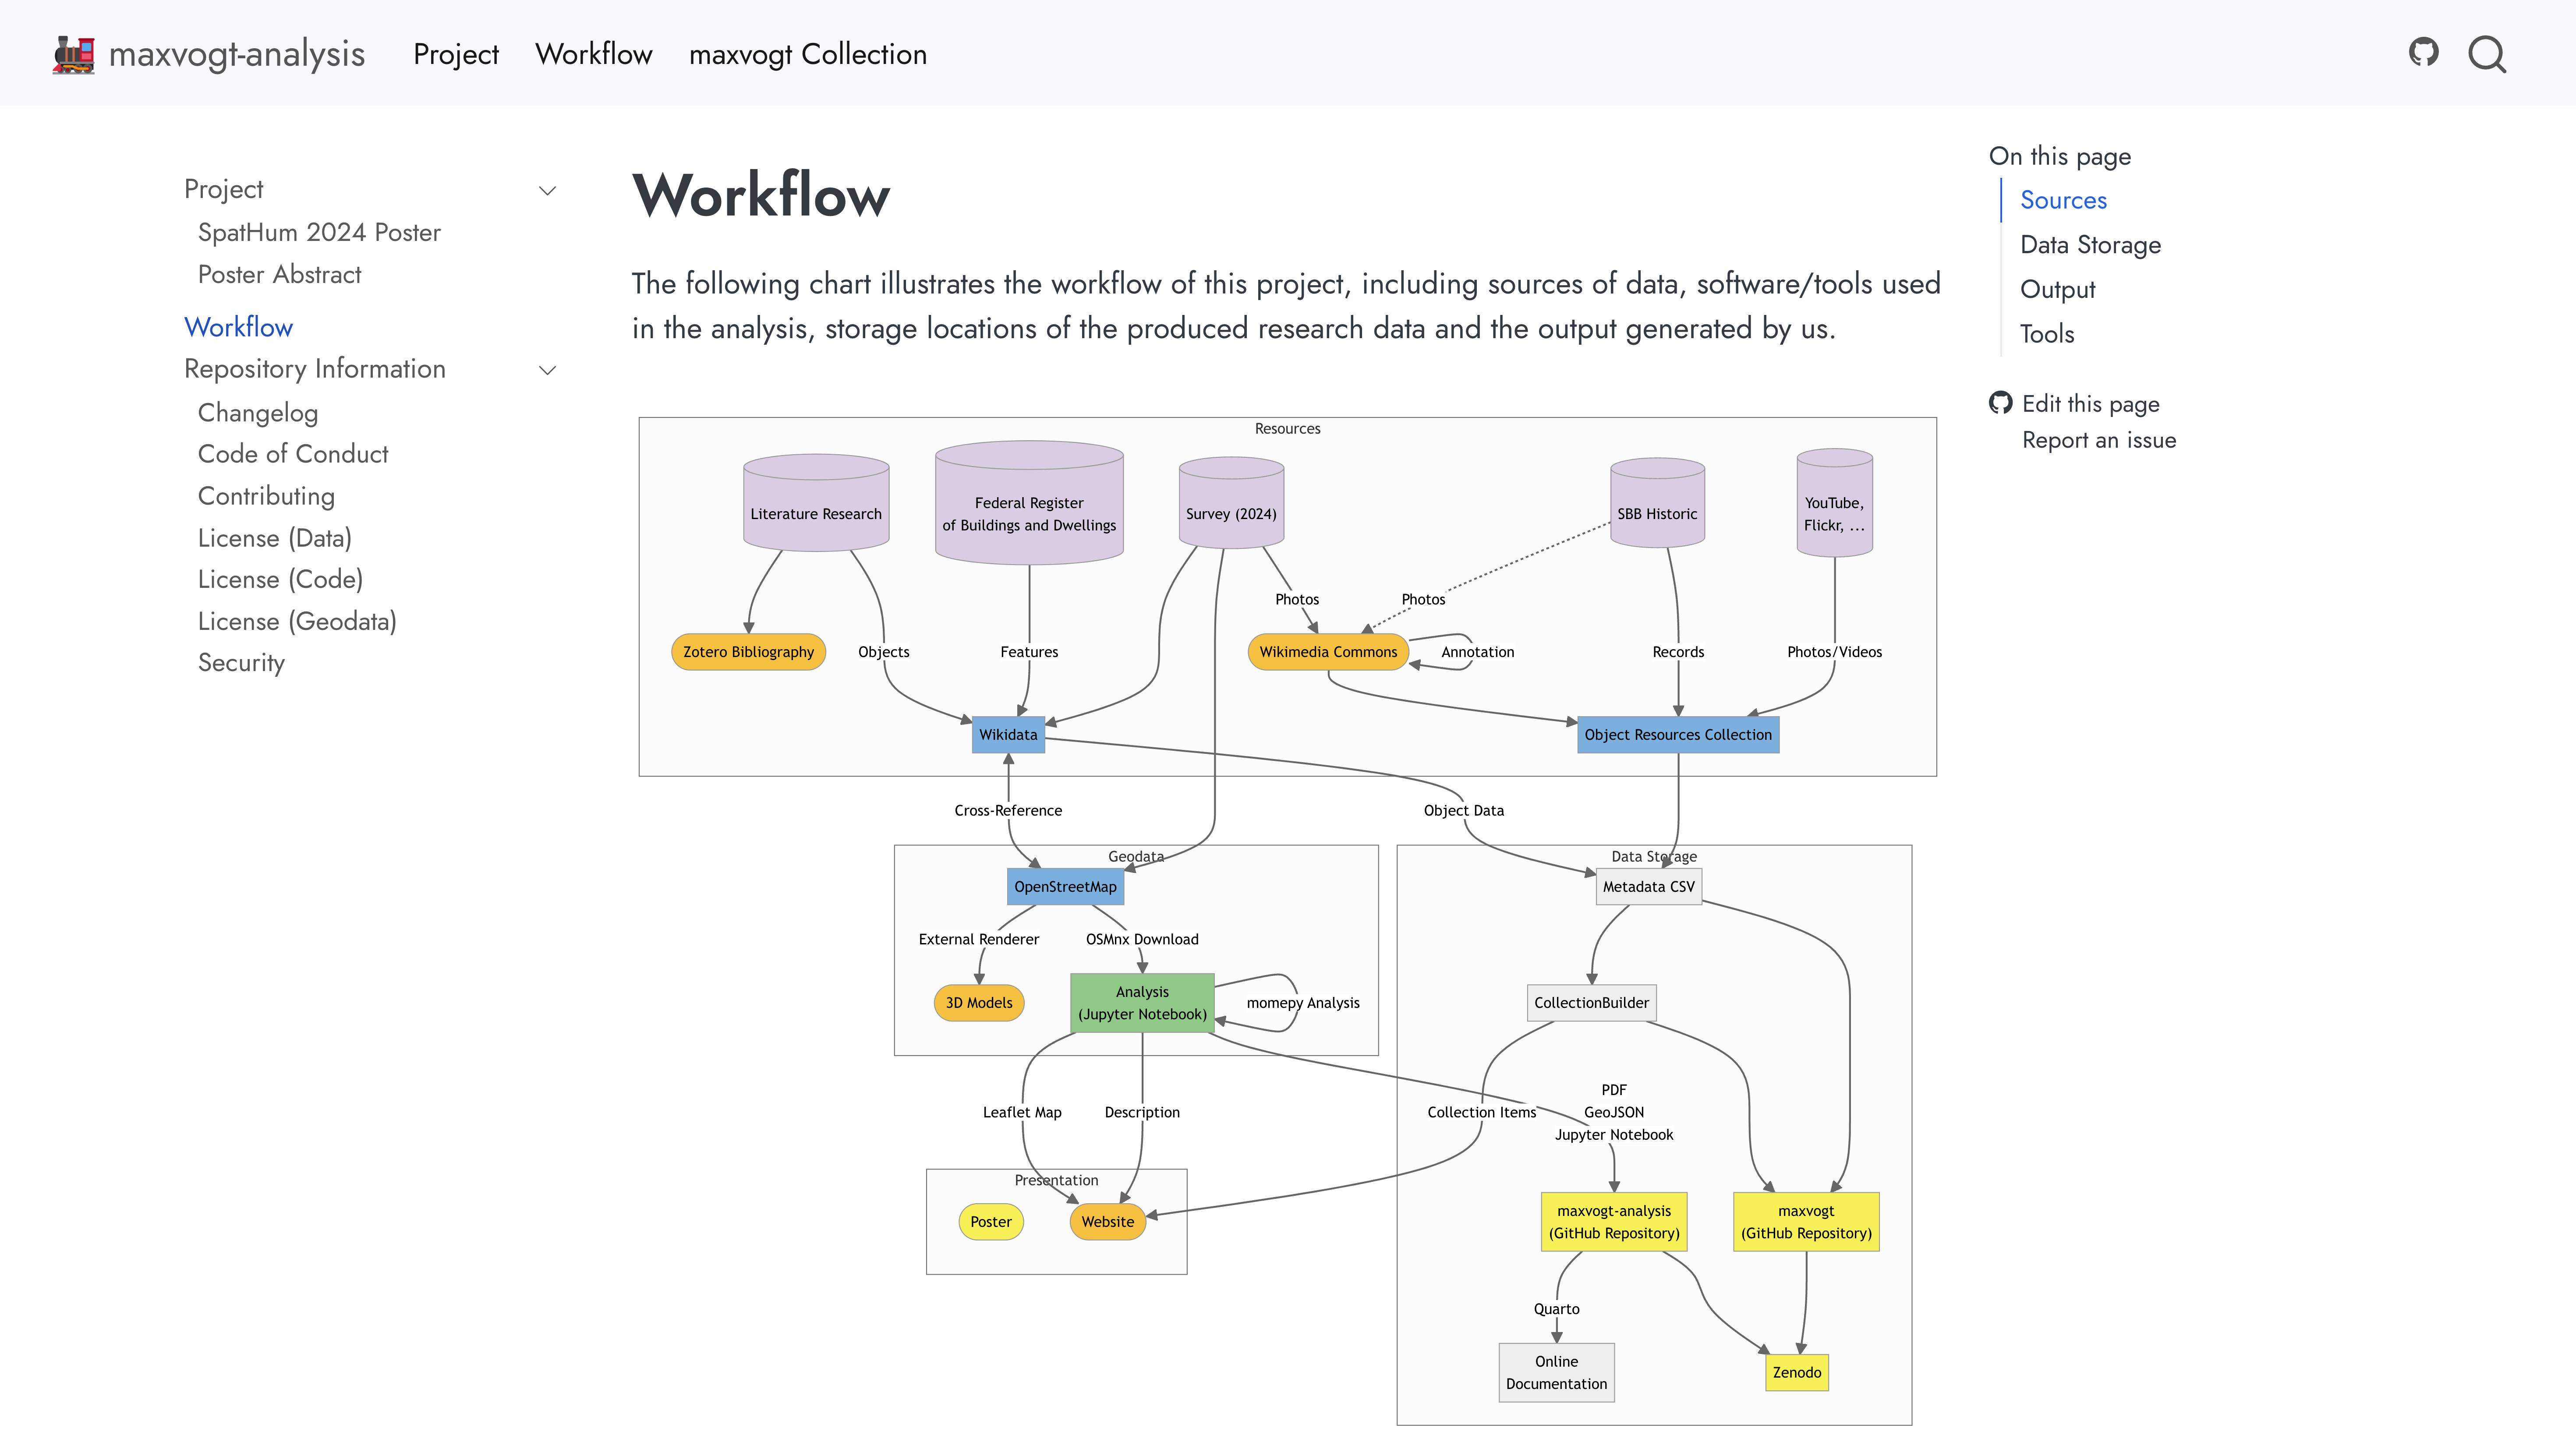 maxvogt-analysis
Project
Workflow
maxvogt Collection
Project
SpatHum 2024 Poster
Poster Abstract
Workflow
Repository Information
Changelog
Code of Conduct
Contributing
License (Data)
License (Code)
License (Geodata)
Security
Workflow
The following chart illustrates the workflow of this project, including sources of data, software/tools used
in the analysis, storage locations of the produced research data and the output generated by us.
Resources
Literature Research
Federal Register
of Buildings and Dwellings
Survey (2024)
SBB Historic
YouTube,
Flickr, ...
Photos
Photos
Zotero Bibliography
Objects
Features
Wikimedia Commons
Annotation
Records
Photos/Videos
Wikidata
Object Resources Collection
Cross-Reference
Object Data
Geodata
OpenStreetMap
External Renderer
OSMnx Download
3D Models
Analysis
(Jupyter Notebook)
momepy Analysis
Leaflet Map
Description
Presentation
Poster
Website
Data Storage
Metadata CSV
CollectionBuilder
Collection Items
PDF
GeoJSON
Jupyter Notebook
maxvogt-analysis
(GitHub Repository)
maxvogt
(GitHub Repository)
Quarto
Online
Documentation
Zenodo
On this page
Sources
Data Storage
Output
Tools
Edit this page
Report an issue